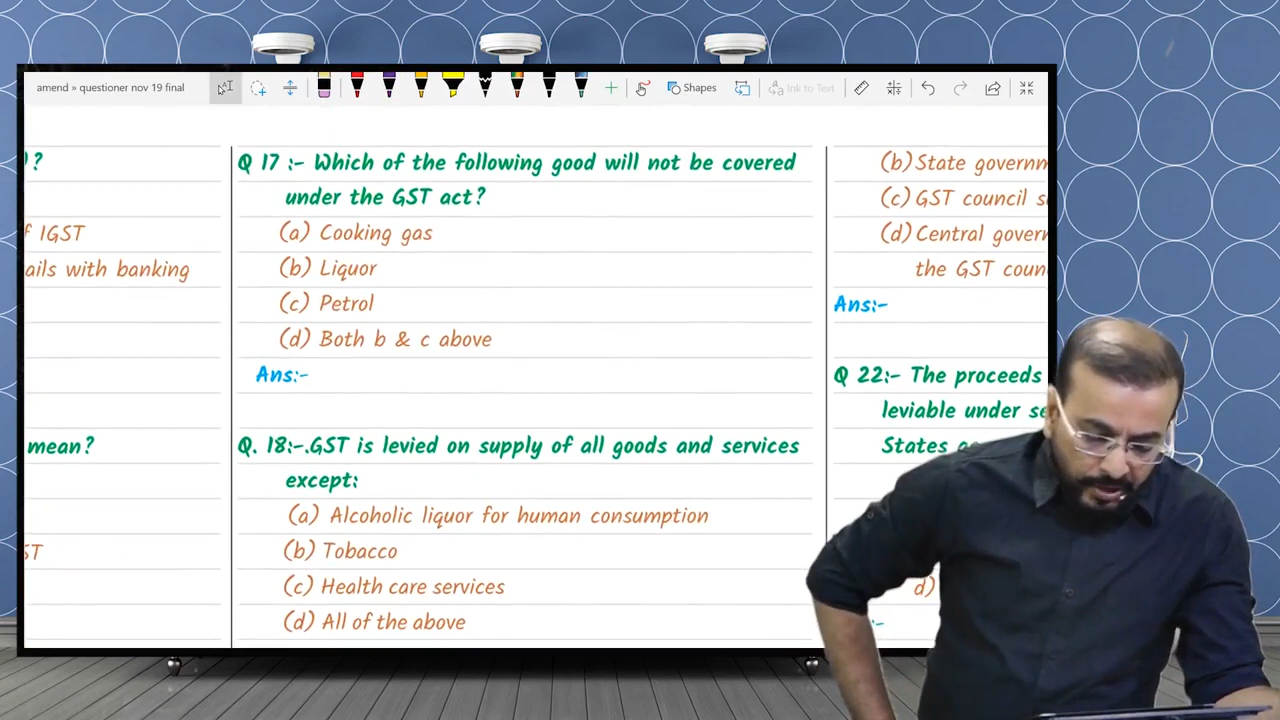 amend » questioner nov 19 final
Shapes
Ink to Text
?
IGST
ails with banking
mean?
ST
Q 17 :- Which of the following good will not be covered
under the GST act?
(a) Cooking gas
(b) Liquor
(c) Petrol
(d) Both b & c above
Ans:-
Q. 18:-.GST is levied on supply of all goods and services
except:
(a) Alcoholic liquor for human consumption
(b) Tobacco
(c) Health care services
(d) All of the above
(b) State governm
(c) GST council s
(d) Central govern
the GST coun
Ans:-
Q 22:- The proceeds
leviable under se
States
d)
:-